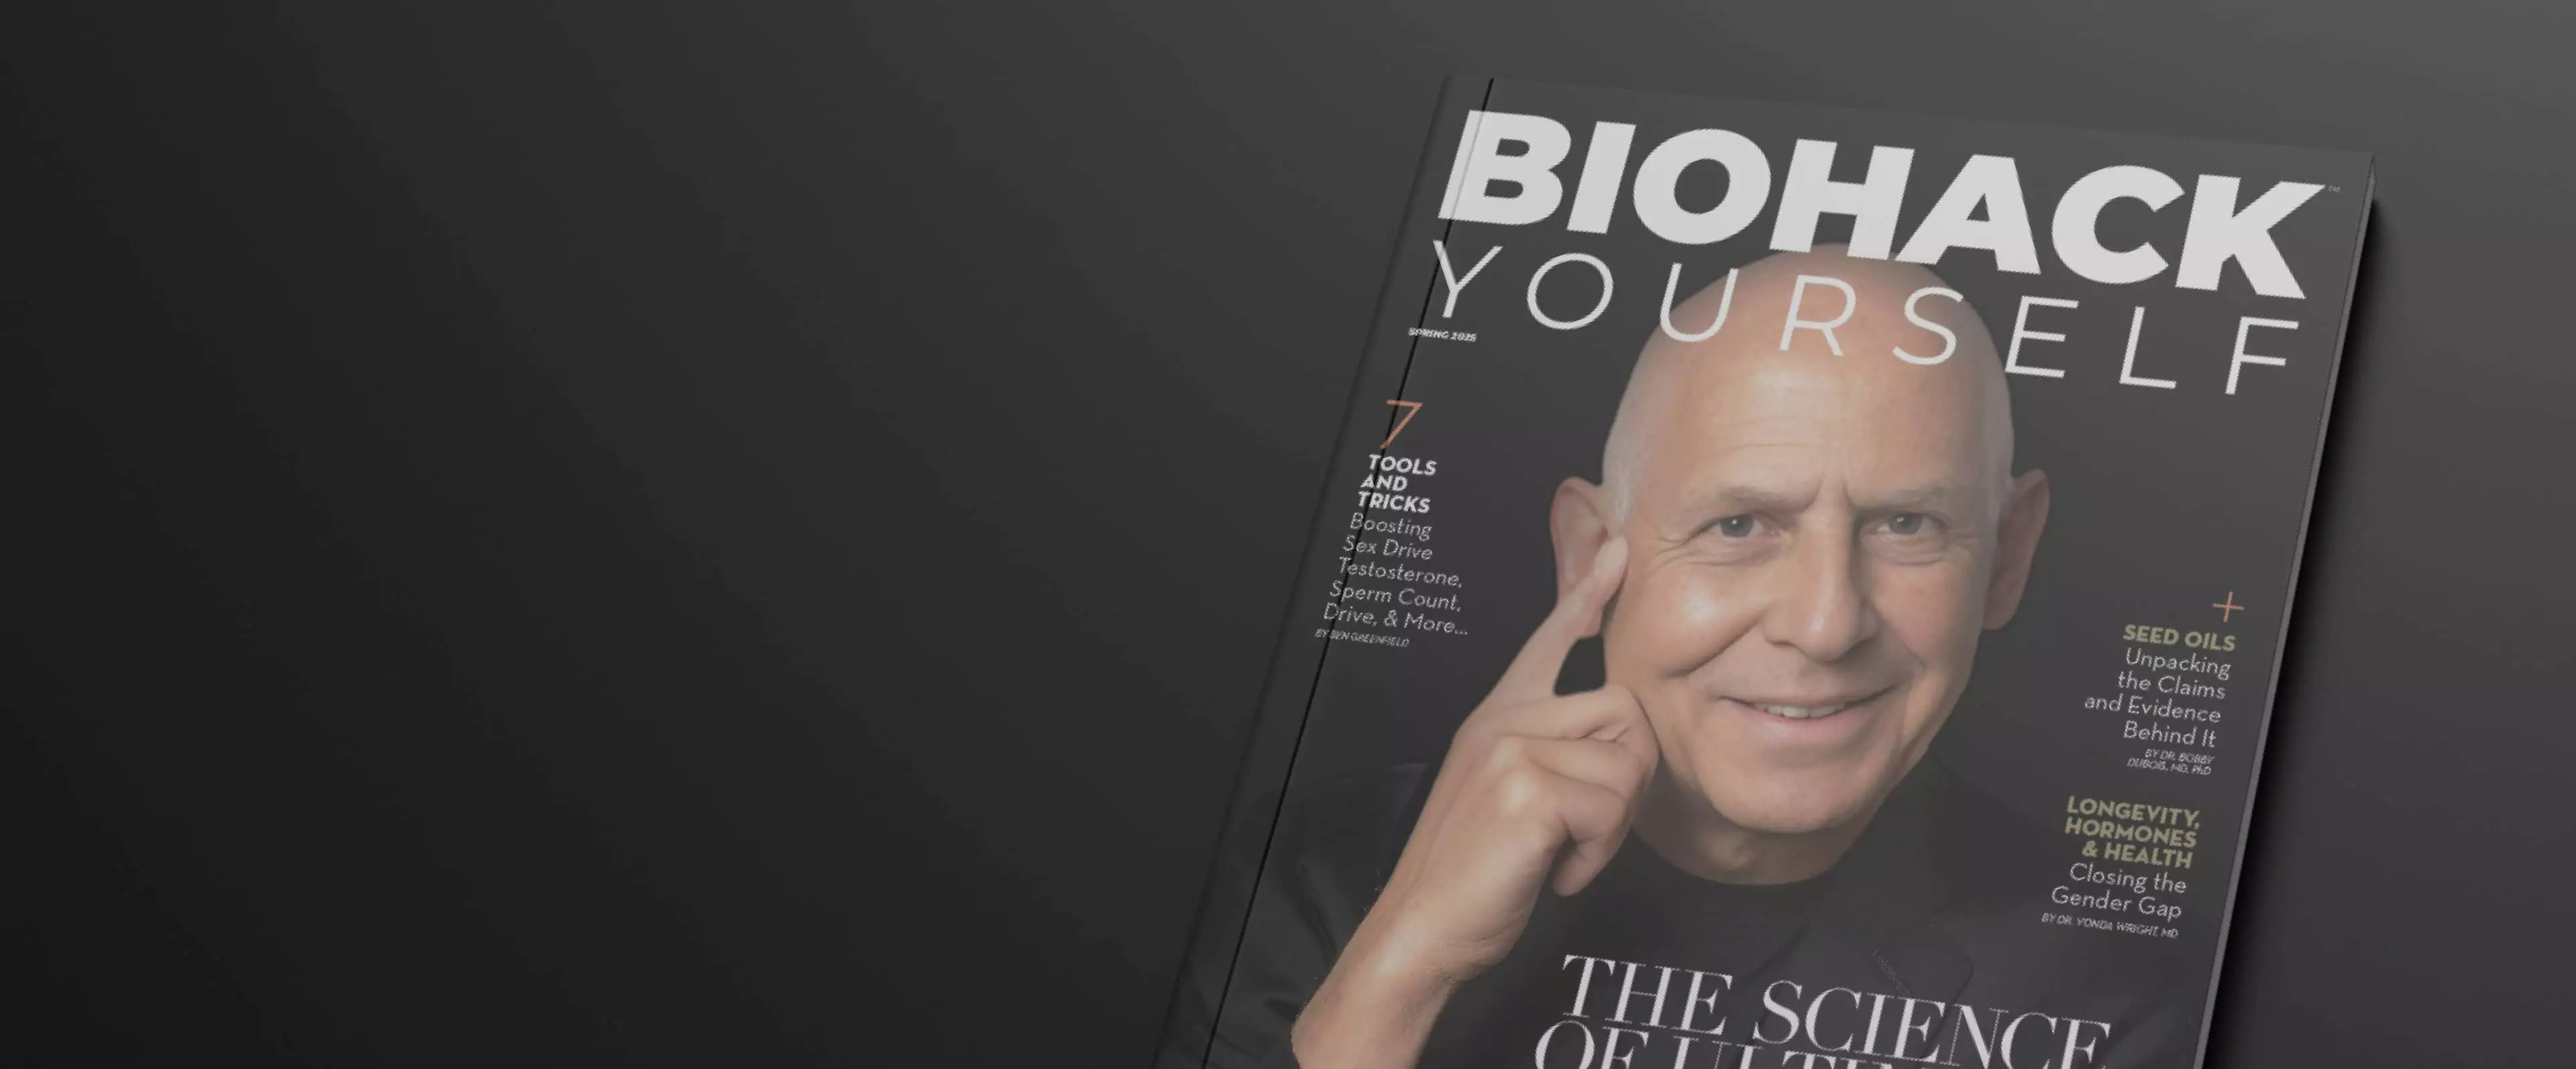 BIOHACK™
YOURSELF
SPRING 2025
7
TOOLS
AND
TRICKS
Boosting
Sex Drive
Testosterone,
Sperm Count,
Drive, & More...
BY BEN GREENFIELD
+
SEED OILS
Unpacking
the Claims
and Evidence
Behind It
BY DR. BOBBY
DUBOIS, MD, PhD
LONGEVITY,
HORMONES
& HEALTH
Closing the
Gender Gap
BY DR. VONDA WRIGHT MD
THE SCIENCE
OF